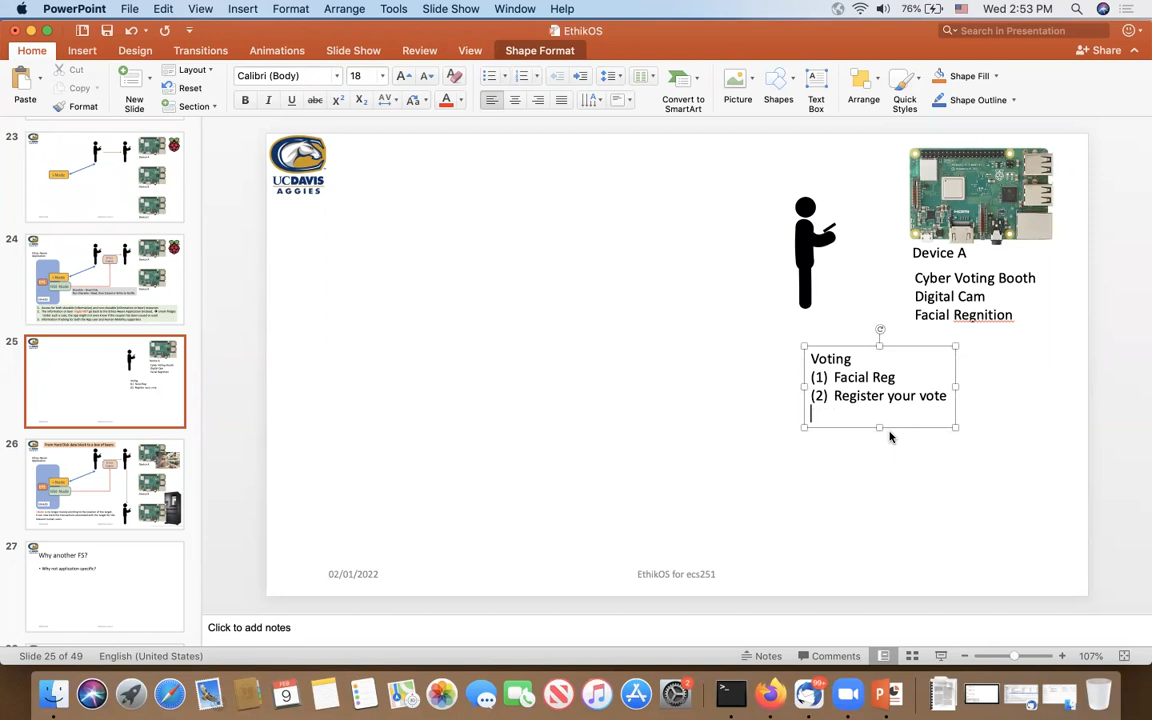 PowerPoint File Edit View Insert Format Arrange Tools Slide Show Window Help 76% Wed 2:53 PM
EthikOS Search in Presentation
Home Insert Design Transitions Animations Slide Show Review View Shape Format Share
Paste Cut Copy Format New Slide Layout Reset Section Calibri (Body) 18 Convert to SmartArt Picture Shapes Text Box Arrange Quick Styles Shape Fill Shape Outline
23
24
25
26
27
Why another FS?
• Why not application-specific?
UCDAVIS
AGGIES
Device A
Cyber Voting Booth
Digital Cam
Facial Regnition
Voting
(1) Facial Reg
(2) Register your vote
02/01/2022 EthikOS for ecs251
Click to add notes
Slide 25 of 49 English (United States) Notes Comments 107%